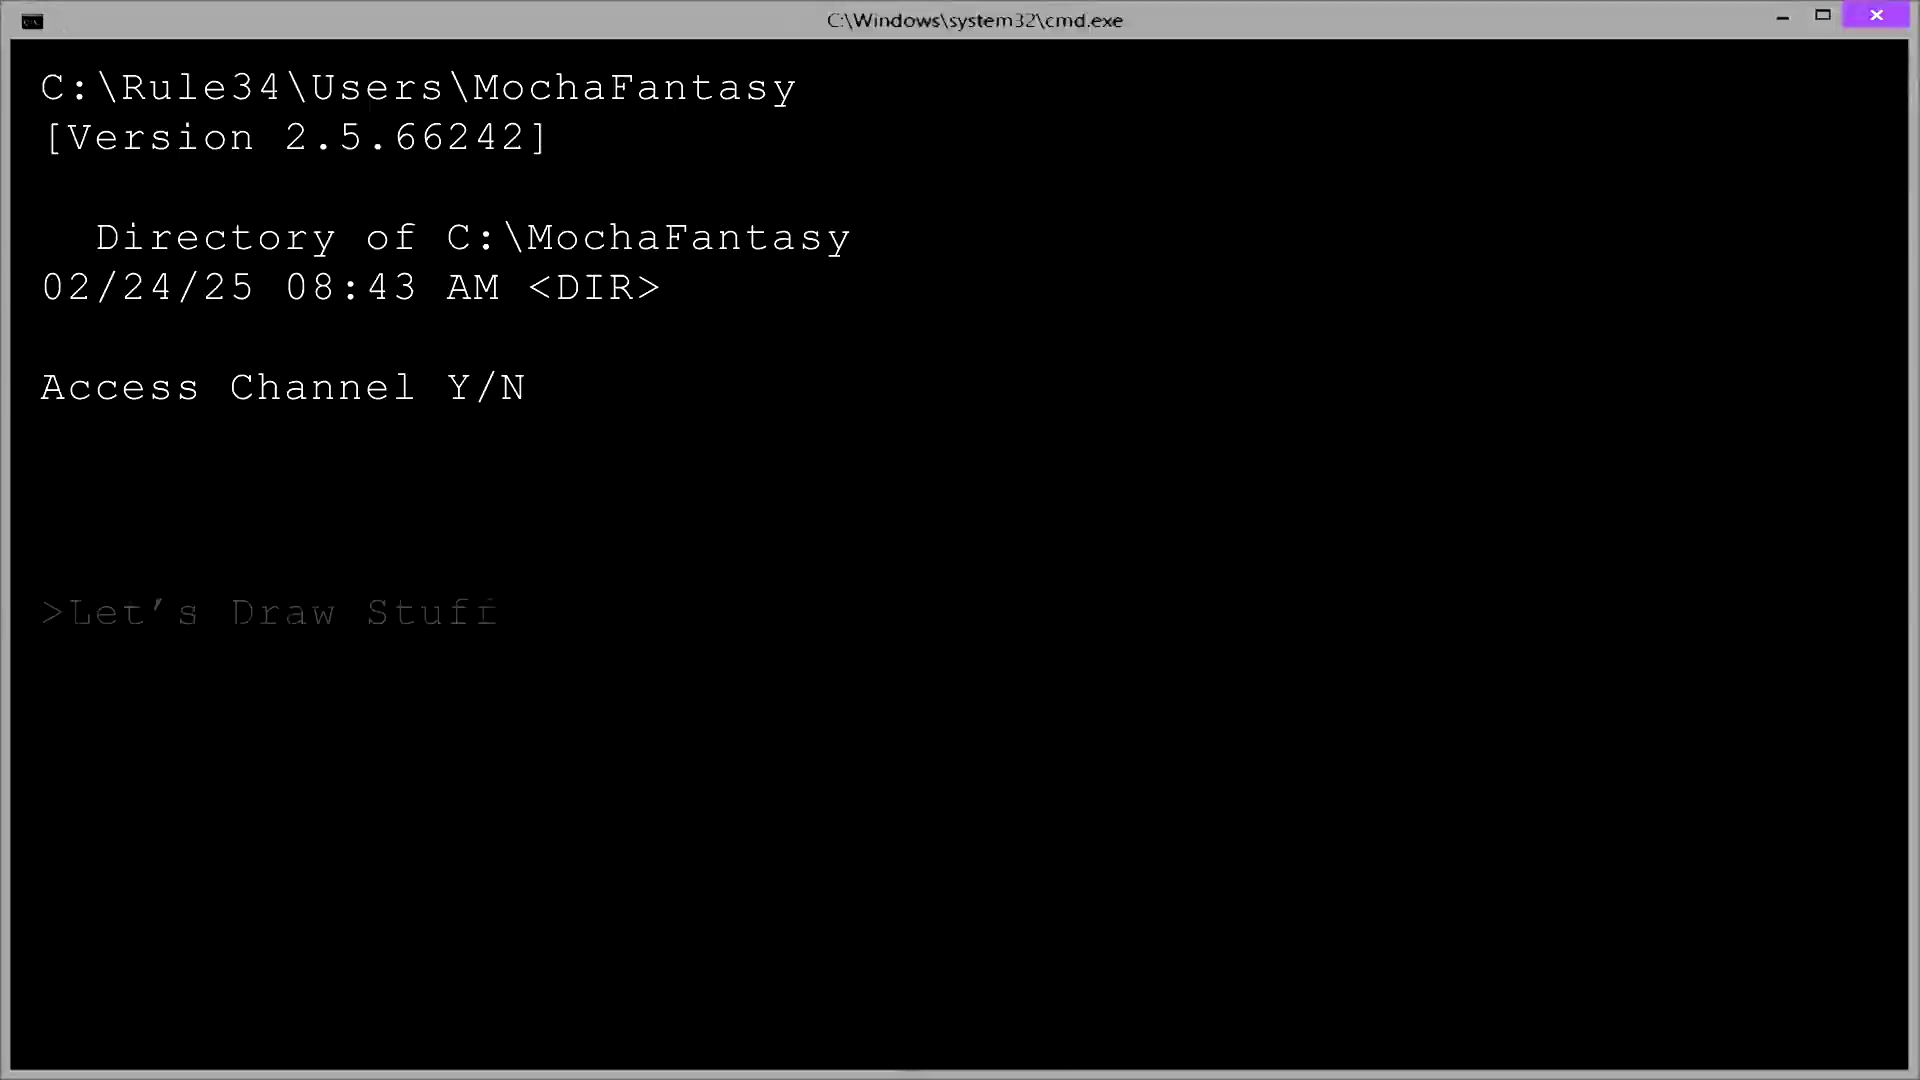 C:\Windows\system32\cmd.exe
C:\Rule34\Users\MochaFantasy
[Version 2.5.66242]
Directory of C:\MochaFantasy
02/24/25 08:43 AM <DIR>
Access Channel Y/N
>Let’s Draw Stuff